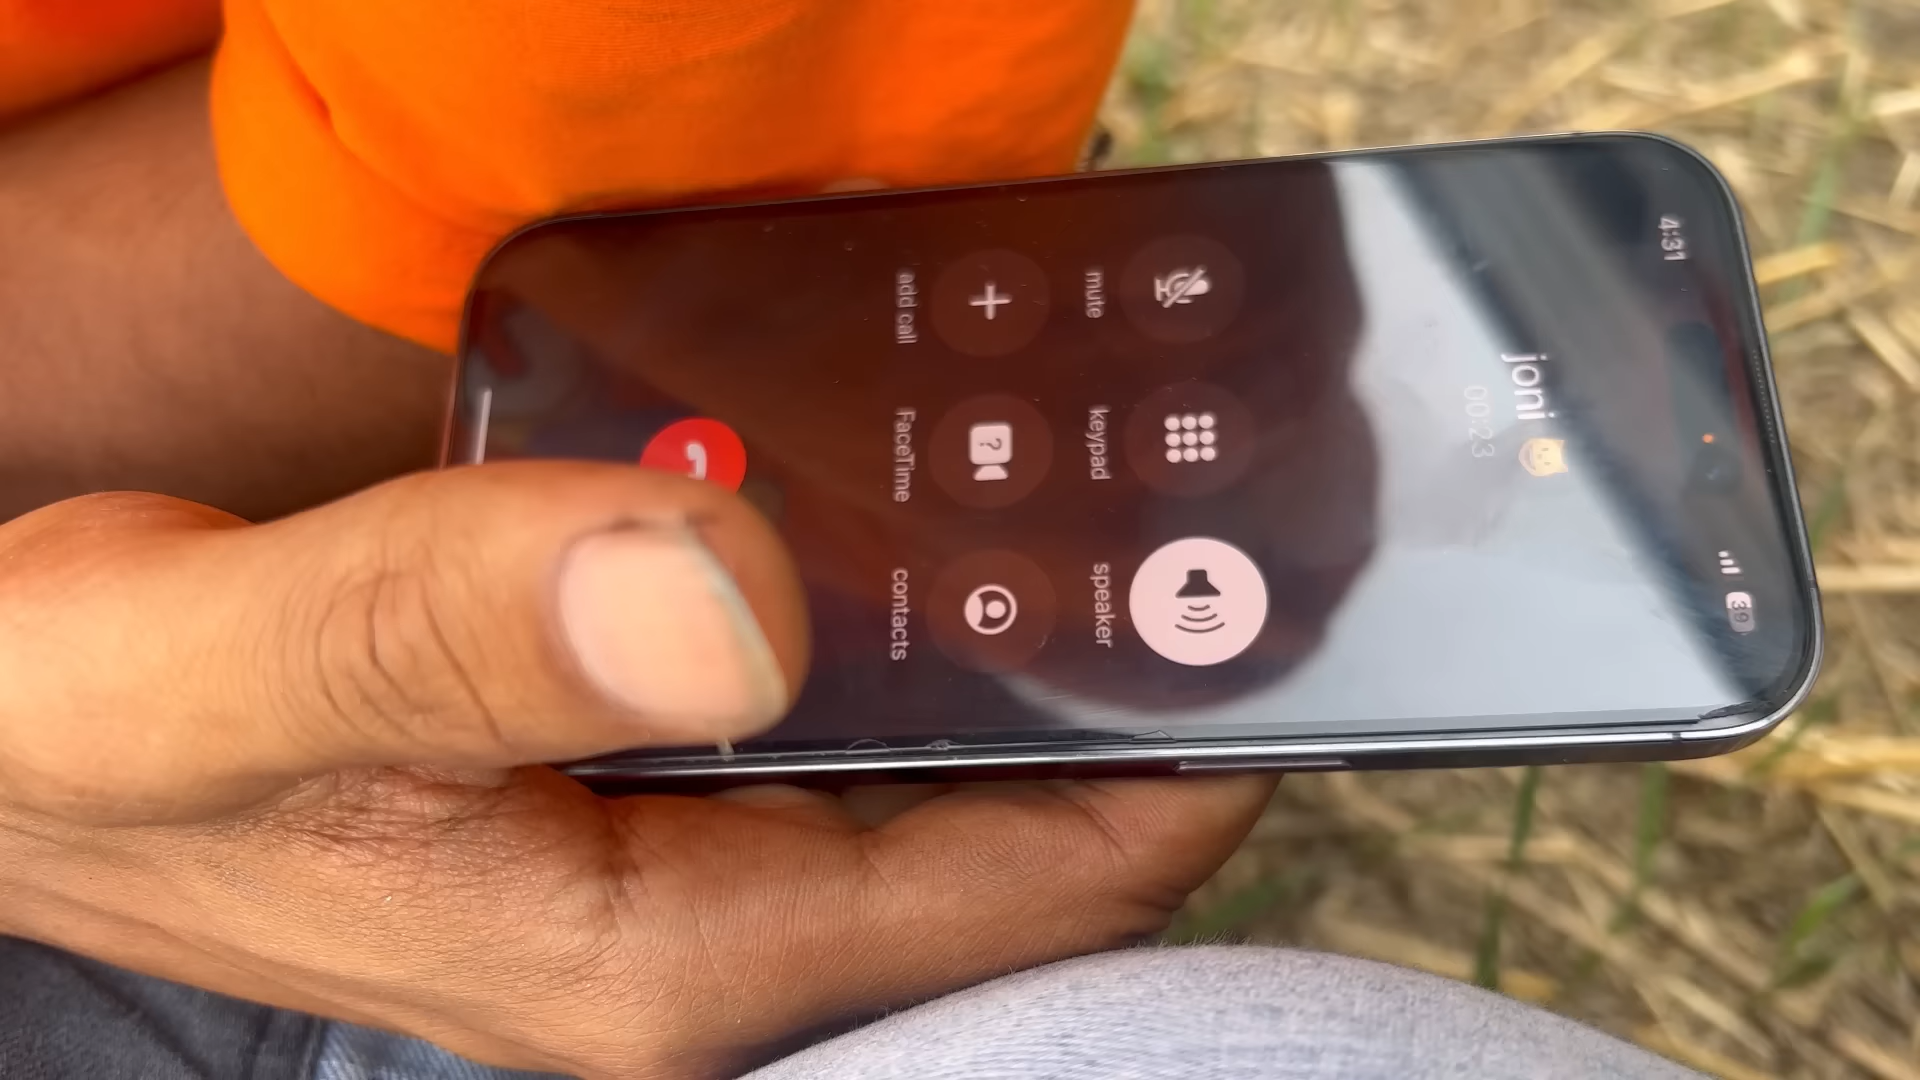 4:31
39
joni 😺
00:23
mute
keypad
speaker
add call
FaceTime
contacts